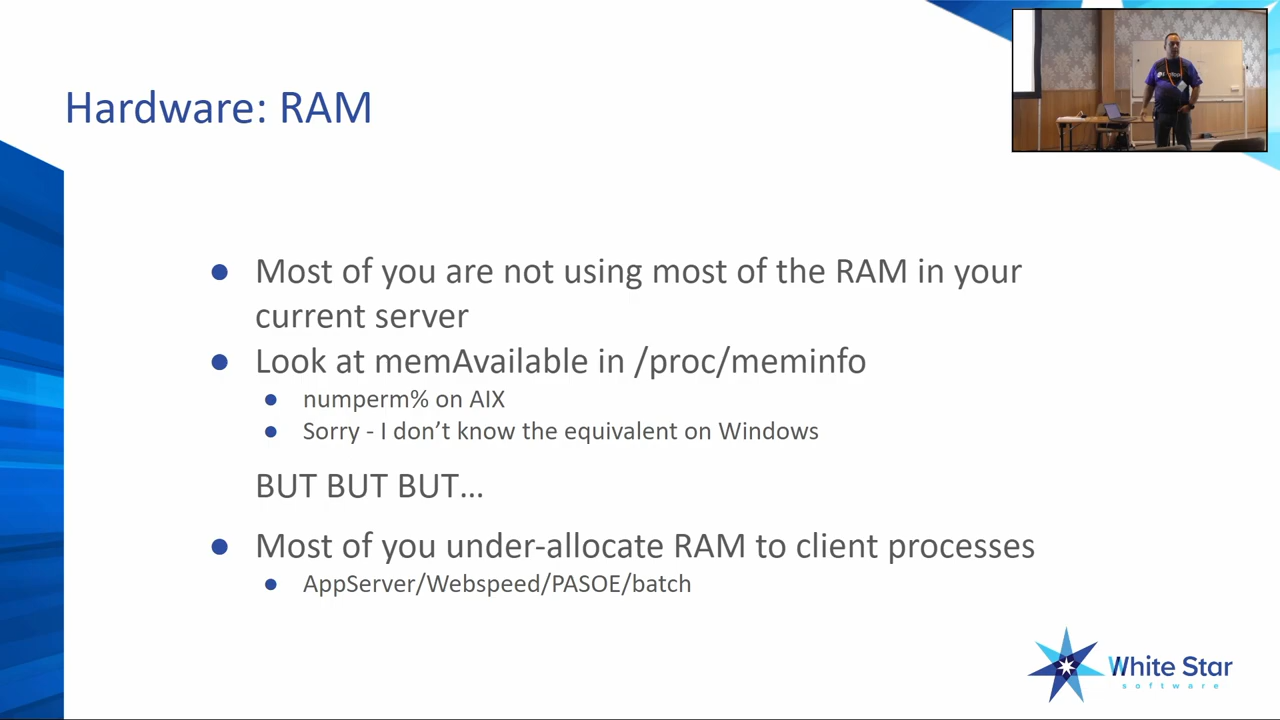 Hardware: RAM
Most of you are not using most of the RAM in your
current server
Look at memAvailable in /proc/meminfo
numperm% on AIX
Sorry - I don’t know the equivalent on Windows
BUT BUT BUT…
Most of you under-allocate RAM to client processes
AppServer/Webspeed/PASOE/batch
White Star
software